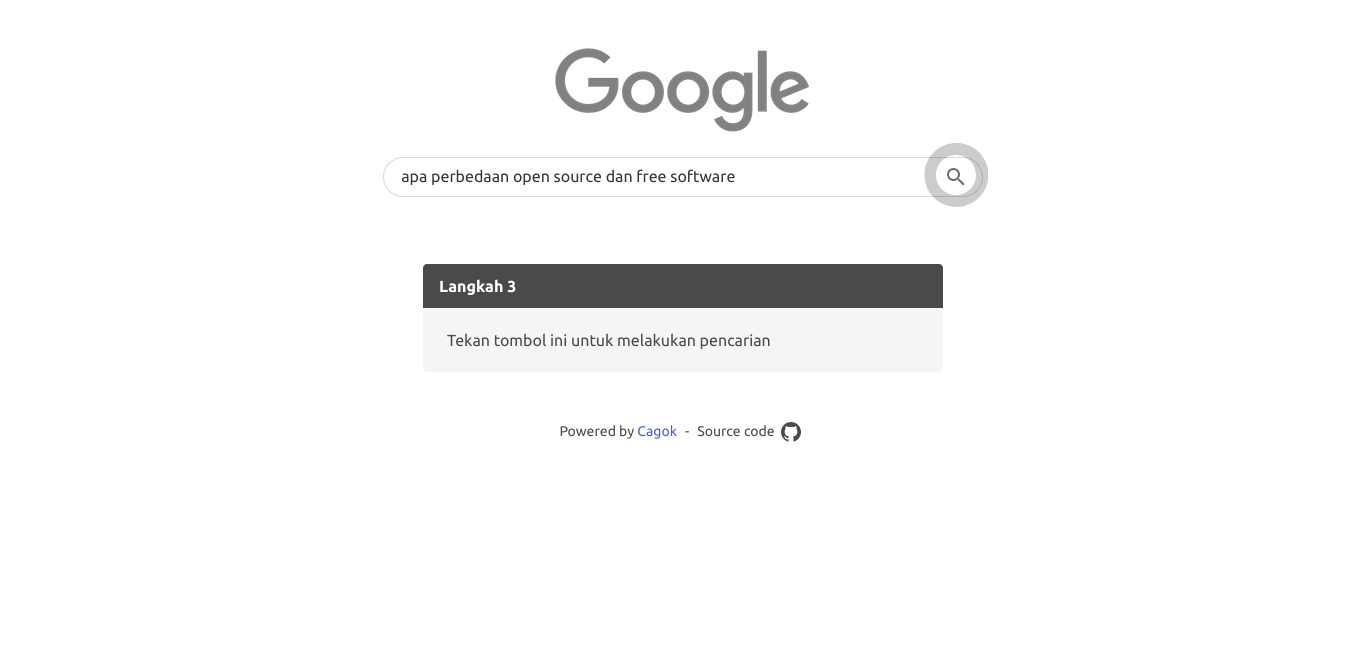 Google
apa perbedaan open source dan free software
Langkah 3
Tekan tombol ini untuk melakukan pencarian
Powered by Cagok - Source code